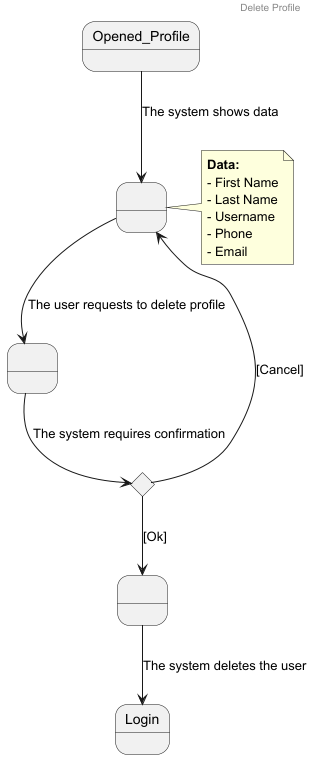 Delete Profile
Opened_Profile
The system shows data
Data:
- First Name
- Last Name
- Username
- Phone
- Email
The user requests to delete profile
[Cancel]
The system requires confirmation
[Ok]
The system deletes the user
Login